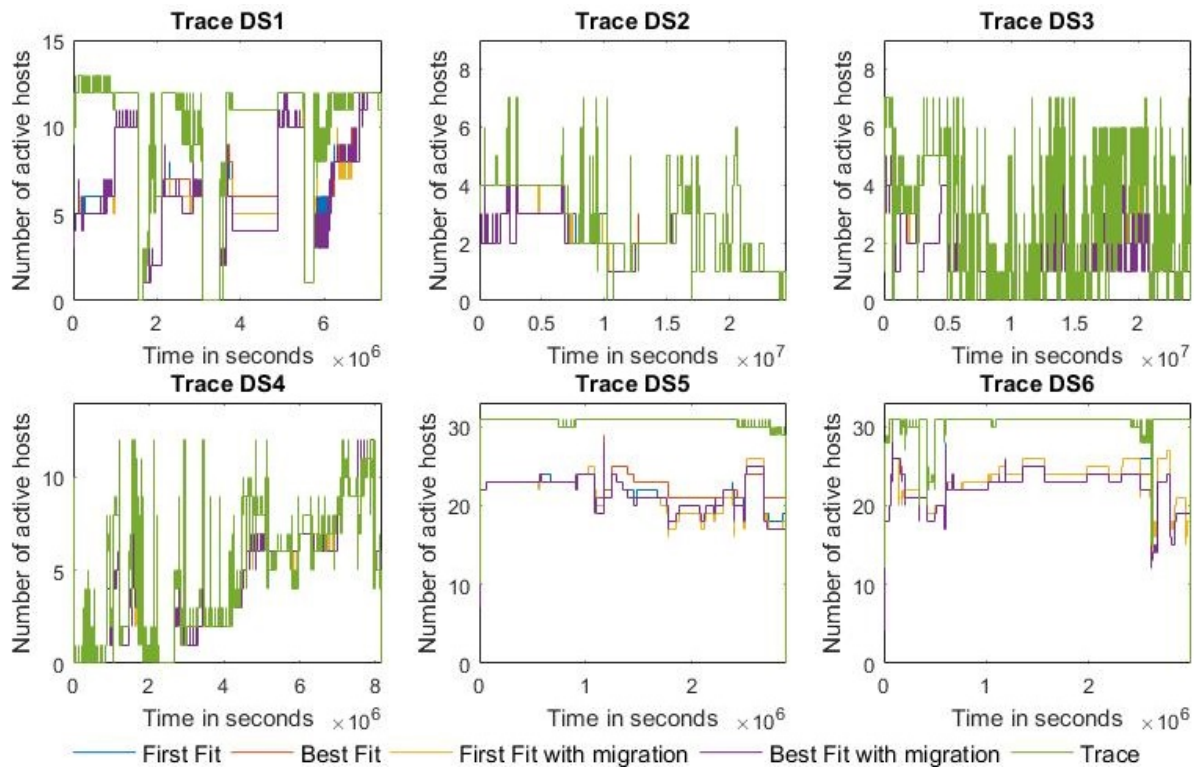 Trace DS1
Number of active hosts
15
10
5
0
0 2 4 6
Time in seconds ×10^6
Trace DS2
Number of active hosts
8
6
4
2
0
0 0.5 1 1.5 2
Time in seconds ×10^7
Trace DS3
Number of active hosts
8
6
4
2
0
0 0.5 1 1.5 2
Time in seconds ×10^7
Trace DS4
Number of active hosts
10
5
0
0 2 4 6 8
Time in seconds ×10^6
Trace DS5
Number of active hosts
30
20
10
0
0 1 2
Time in seconds ×10^6
Trace DS6
Number of active hosts
30
20
10
0
0 1 2
Time in seconds ×10^6
First Fit Best Fit First Fit with migration Best Fit with migration Trace